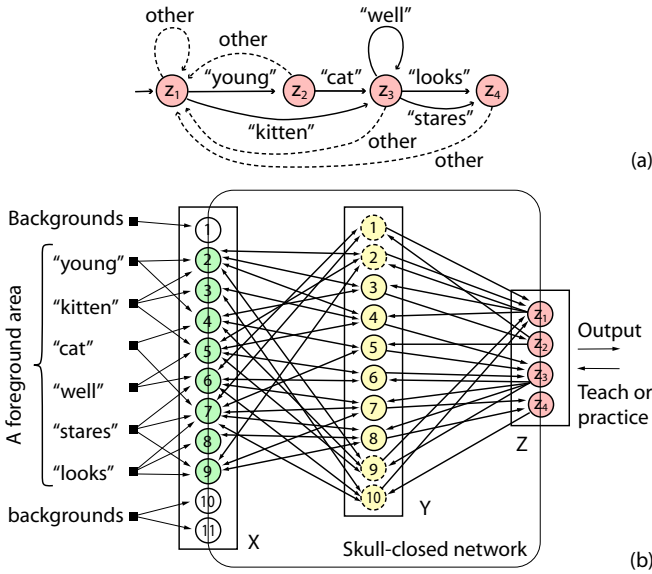 other
other
“well”
“young”
“cat”
“looks”
z1
z2
z3
z4
“kitten”
“stares”
other
other
(a)
Backgrounds
A foreground area
“young”
“kitten”
“cat”
“well”
“stares”
“looks”
backgrounds
1
2
3
4
5
6
7
8
9
10
11
X
1
2
3
4
5
6
7
8
9
10
Y
z1
z2
z3
z4
Z
Output
Teach or
practice
Skull-closed network
(b)